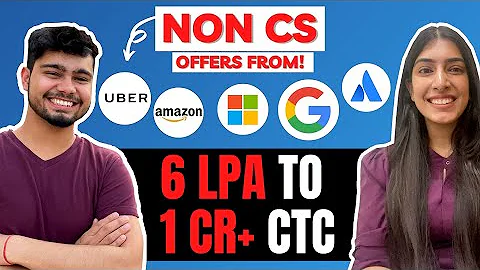 NON CS
OFFERS FROM!
UBER
amazon
6 LPA TO
1 CR+ CTC